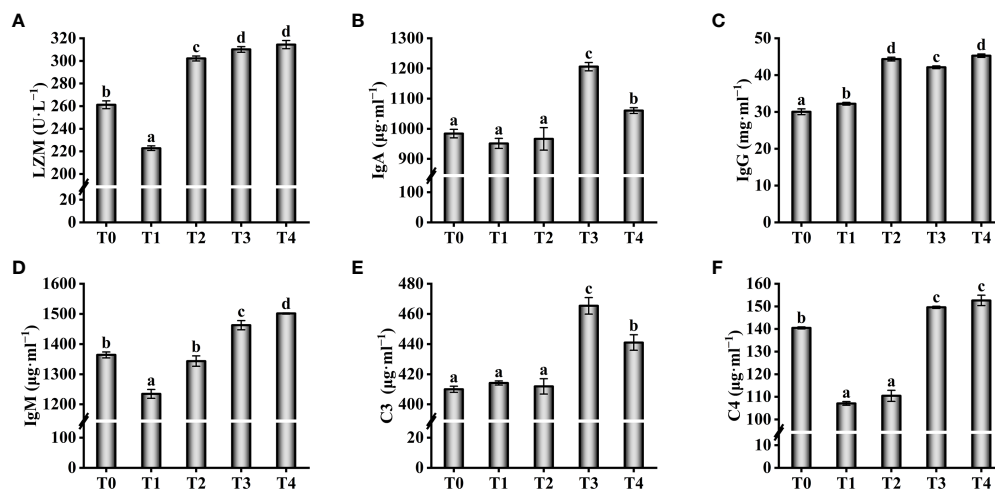 A
LZM (U·L⁻¹)
320
300
280
260
240
220
200
20
0
b
a
c
d
d
T0 T1 T2 T3 T4
B
IgA (μg·ml⁻¹)
1300
1200
1100
1000
900
100
0
a
a
a
c
b
T0 T1 T2 T3 T4
C
IgG (mg·ml⁻¹)
50
40
30
20
10
0
a
b
d
c
d
T0 T1 T2 T3 T4
D
IgM (μg·ml⁻¹)
1600
1500
1400
1300
1200
100
0
b
a
b
c
d
T0 T1 T2 T3 T4
E
C3 (μg·ml⁻¹)
480
460
440
420
400
20
0
a
a
a
c
b
T0 T1 T2 T3 T4
F
C4 (μg·ml⁻¹)
160
150
140
130
120
110
100
10
0
b
a
a
c
c
T0 T1 T2 T3 T4